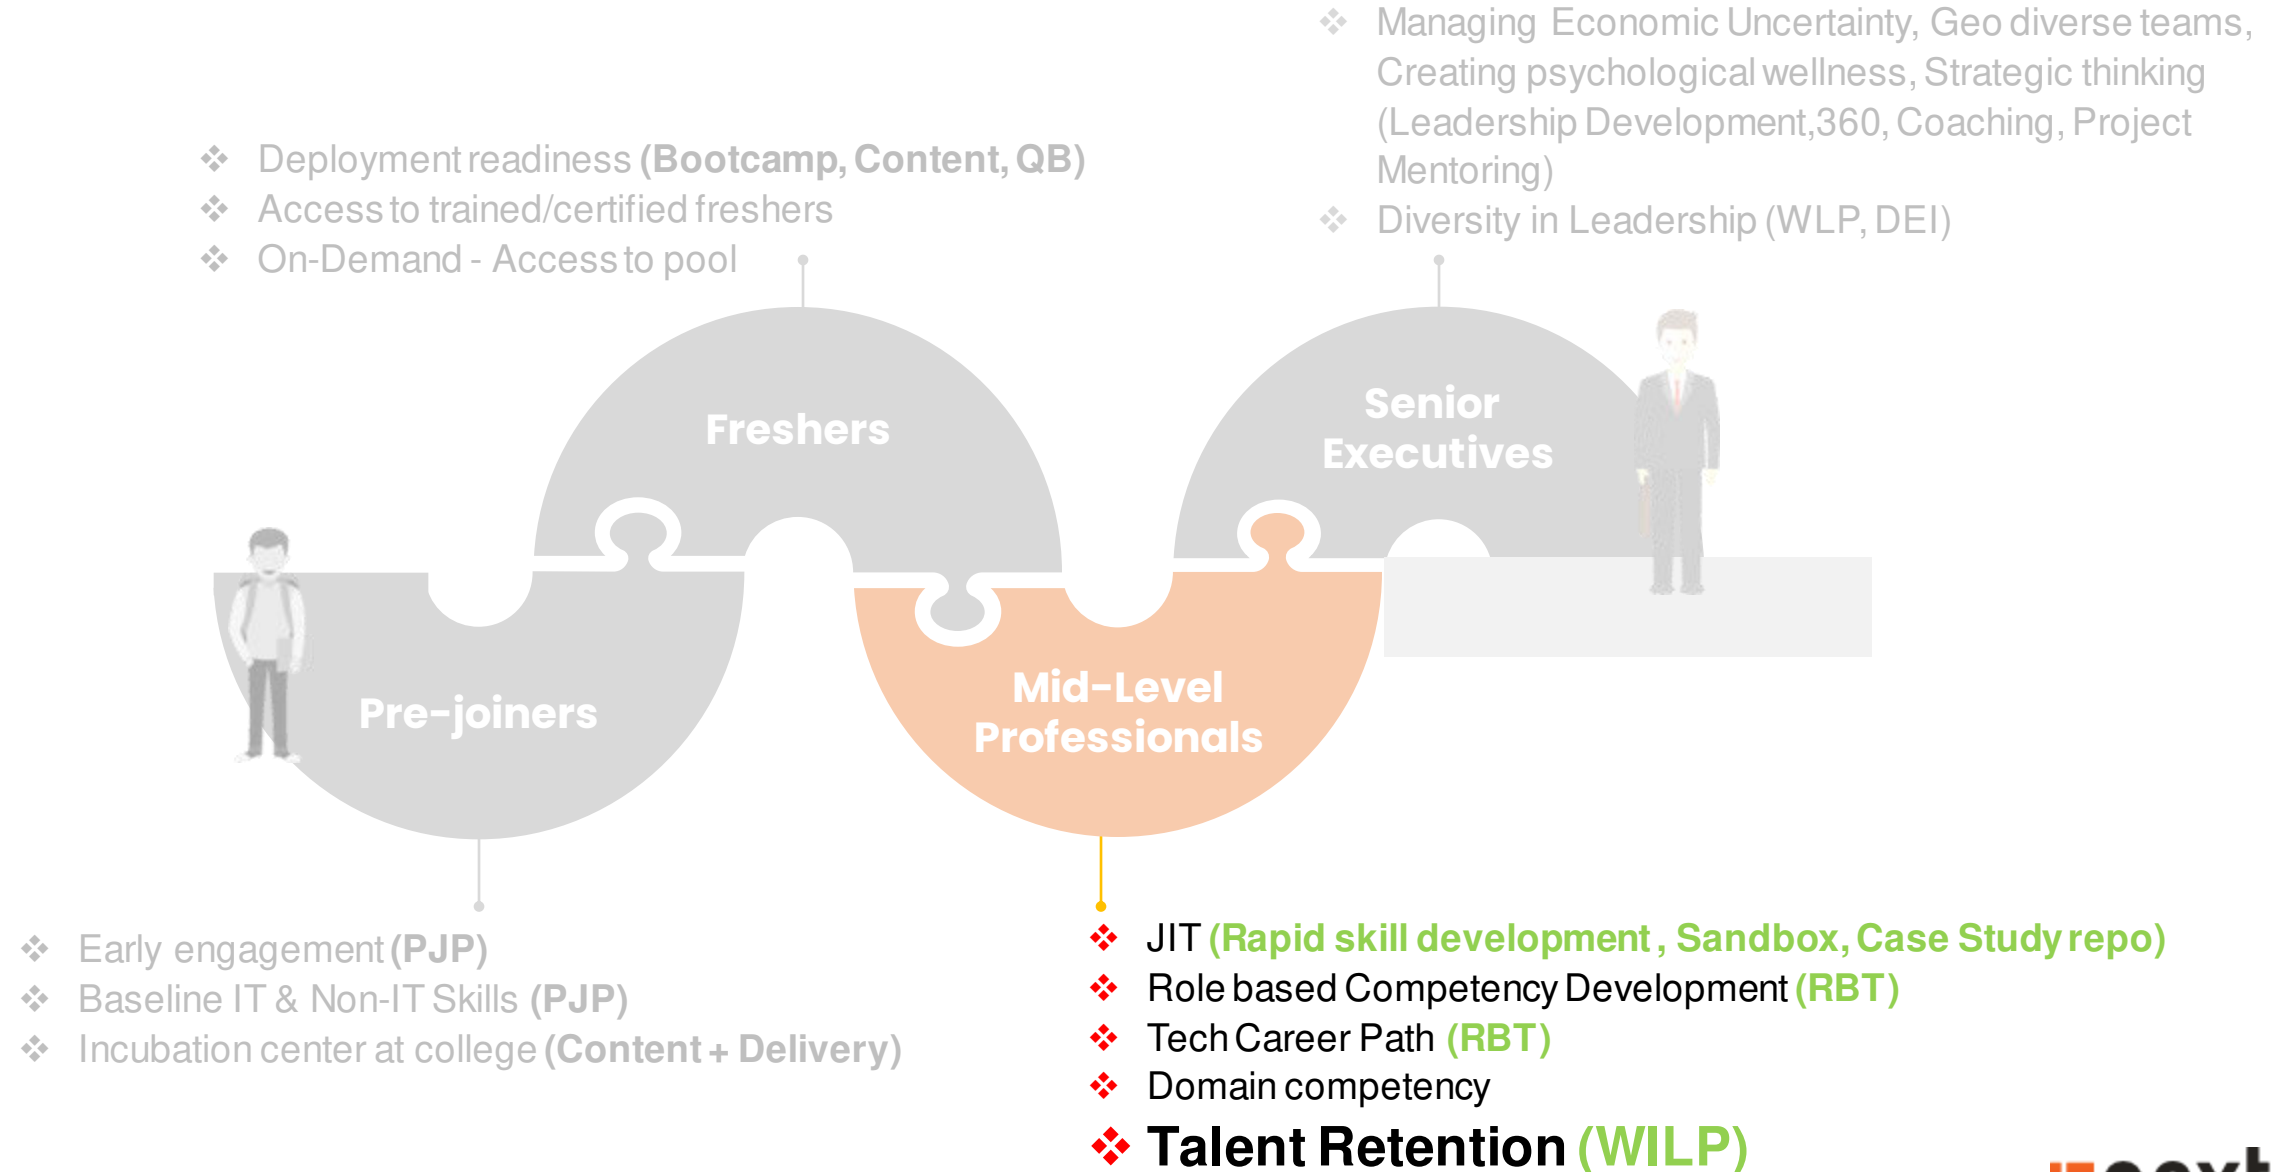 ❖ Managing Economic Uncertainty, Geo diverse teams,
Creating psychological wellness, Strategic thinking
(Leadership Development,360, Coaching, Project
Mentoring)
❖ Diversity in Leadership (WLP, DEI)
❖ Deployment readiness (Bootcamp, Content, QB)
❖ Access to trained/certified freshers
❖ On-Demand - Access to pool
Freshers
Senior
Executives
Pre-joiners
Mid-Level
Professionals
❖ Early engagement (PJP)
❖ Baseline IT & Non-IT Skills (PJP)
❖ Incubation center at college (Content + Delivery)
❖ JIT (Rapid skill development , Sandbox, Case Study repo)
❖ Role based Competency Development (RBT)
❖ Tech Career Path (RBT)
❖ Domain competency
❖ Talent Retention (WILP)